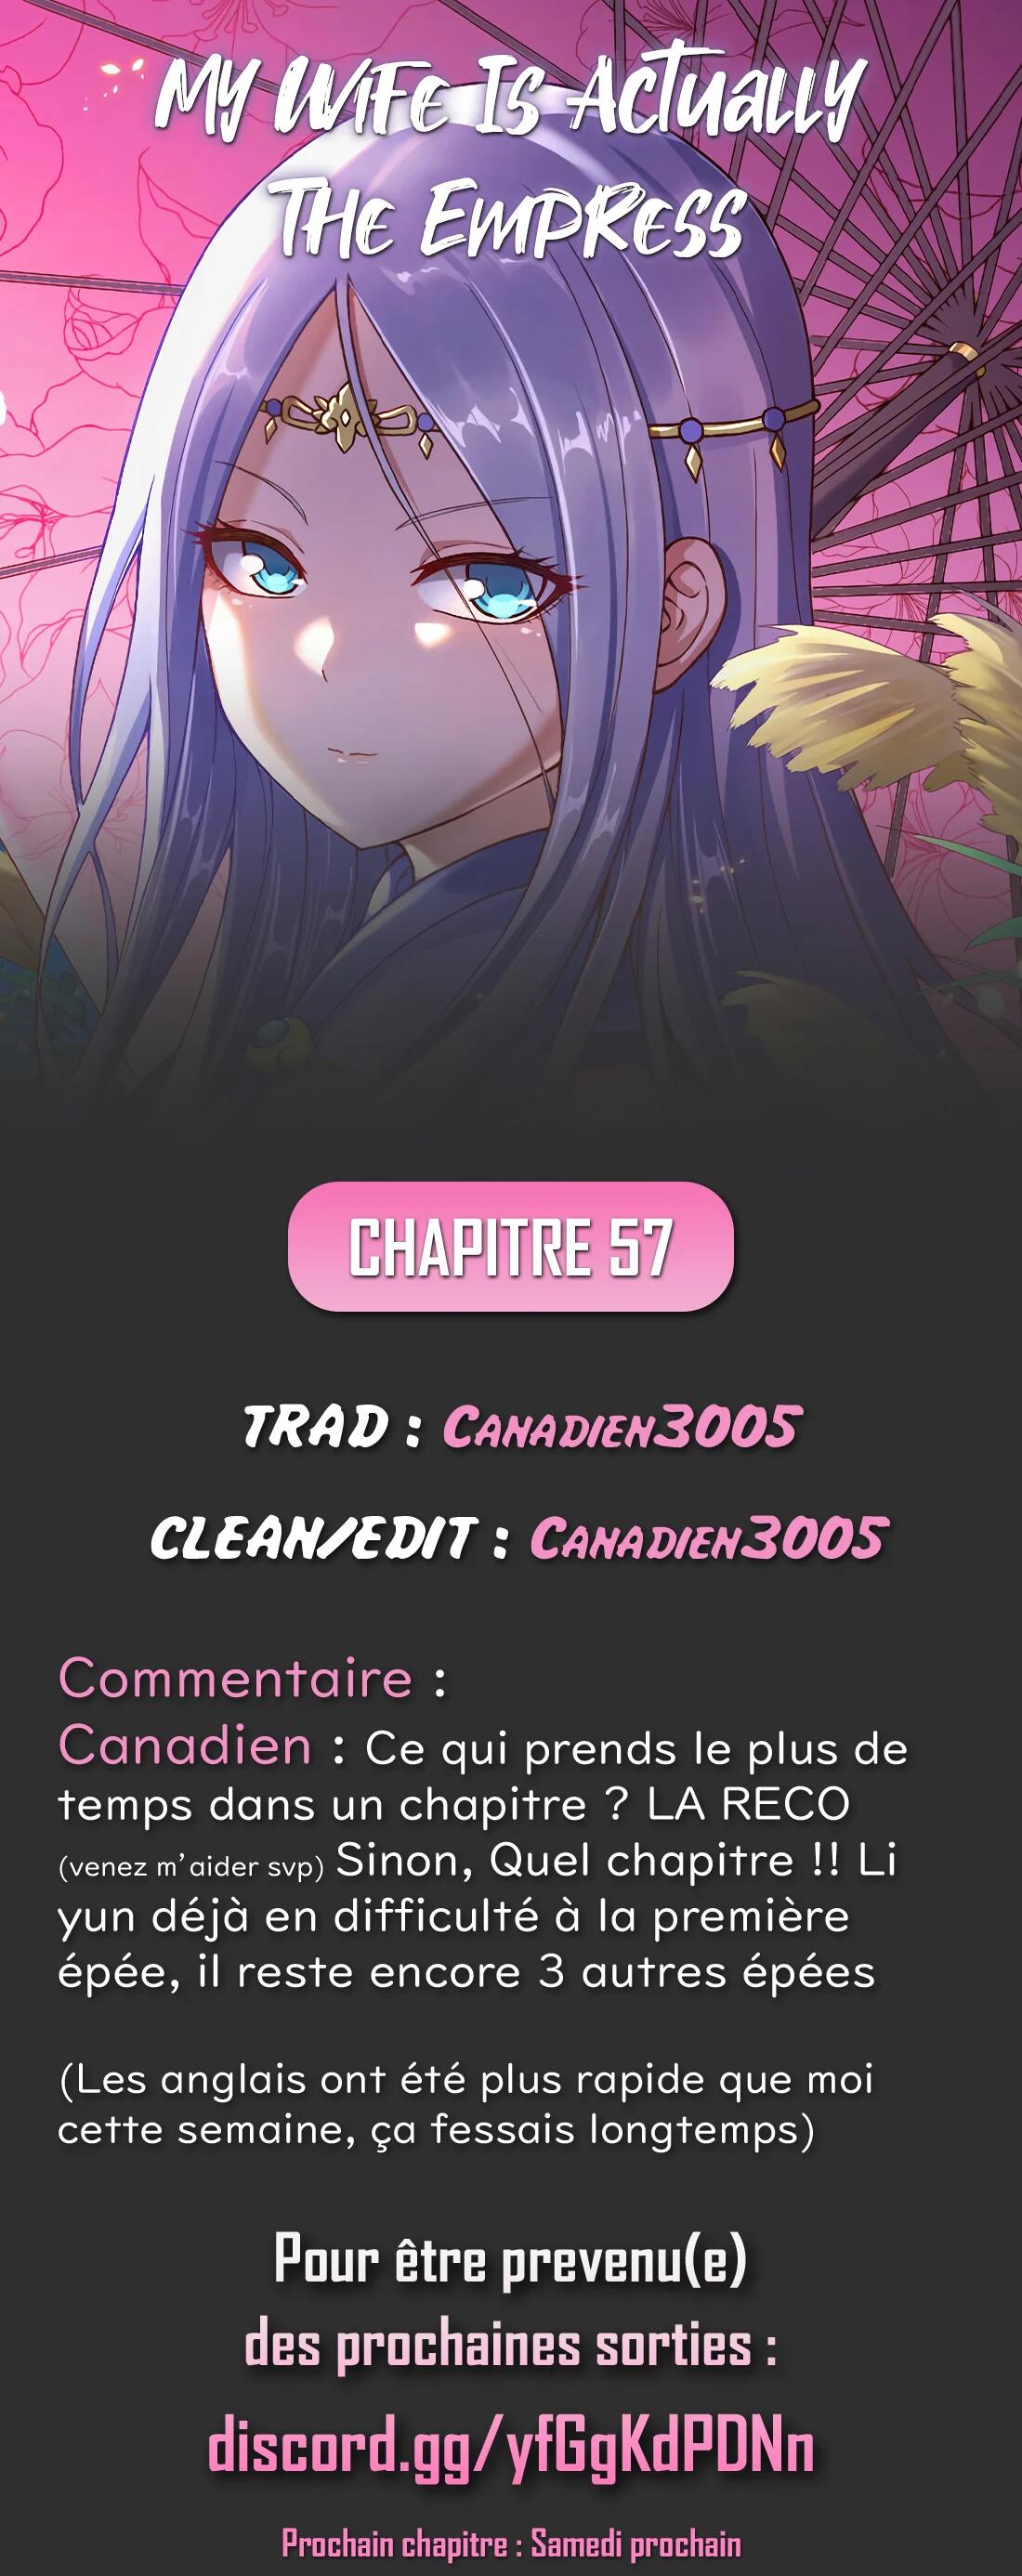 My Wife Is Actually
The Empress
CHAPITRE 57
TRAD : Canadien3005
CLEAN/EDIT : Canadien3005
Commentaire :
Canadien : Ce qui prends le plus de
temps dans un chapitre ? LA RECO
(venez m'aider svp) Sinon, Quel chapitre !! Li
yun déjà en difficulté à la première
épée, il reste encore 3 autres épées
(Les anglais ont été plus rapide que moi
cette semaine, ça fessais longtemps)
Pour être prevenu(e)
des prochaines sorties :
discord.gg/yfGgKdPDNn
Prochain chapitre : Samedi prochain